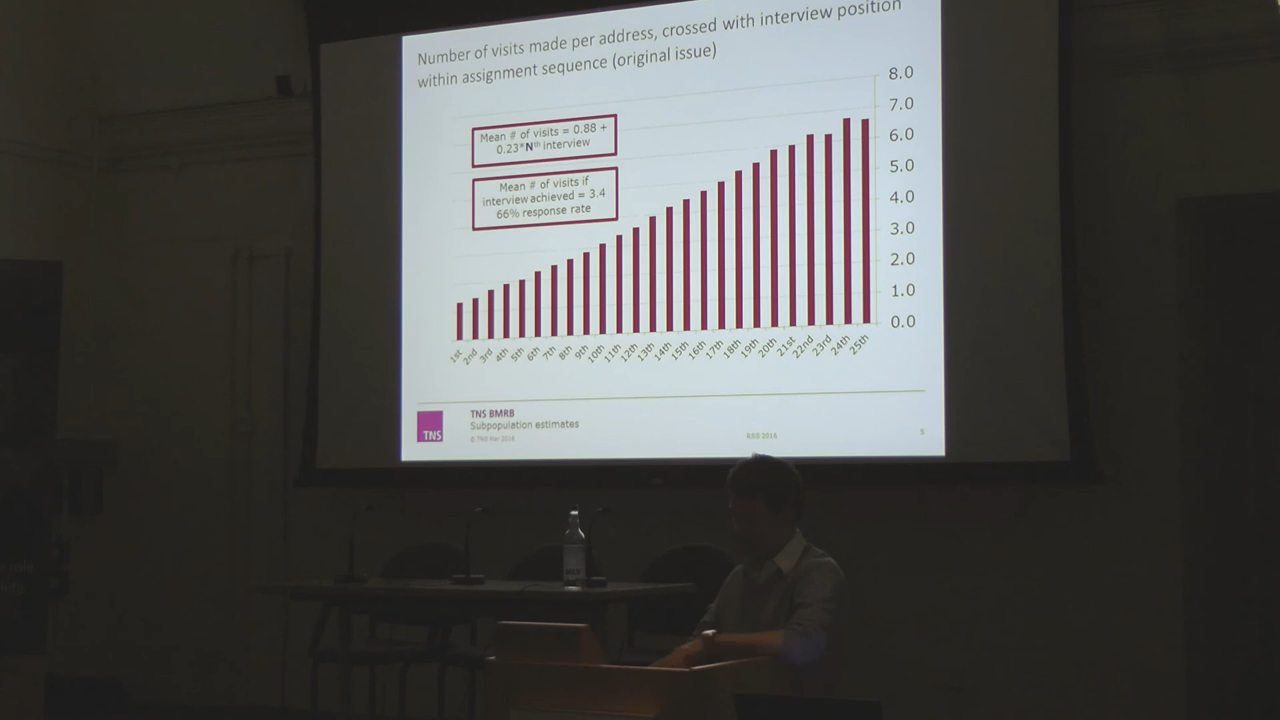 Number of visits made per address, crossed with interview position
within assignment sequence (original issue)
Mean # of visits = 0.88 +
0.23*Nth interview
Mean # of visits if
interview achieved = 3.4
66% response rate
8.0
7.0
6.0
5.0
4.0
3.0
2.0
1.0
0.0
1st 2nd 3rd 4th 5th 6th 7th 8th 9th 10th 11th 12th 13th 14th 15th 16th 17th 18th 19th 20th 21st 22nd 23rd 24th 25th
TNS
TNS BMRB
Subpopulation estimates
© TNS 2016
RSS 2016
5